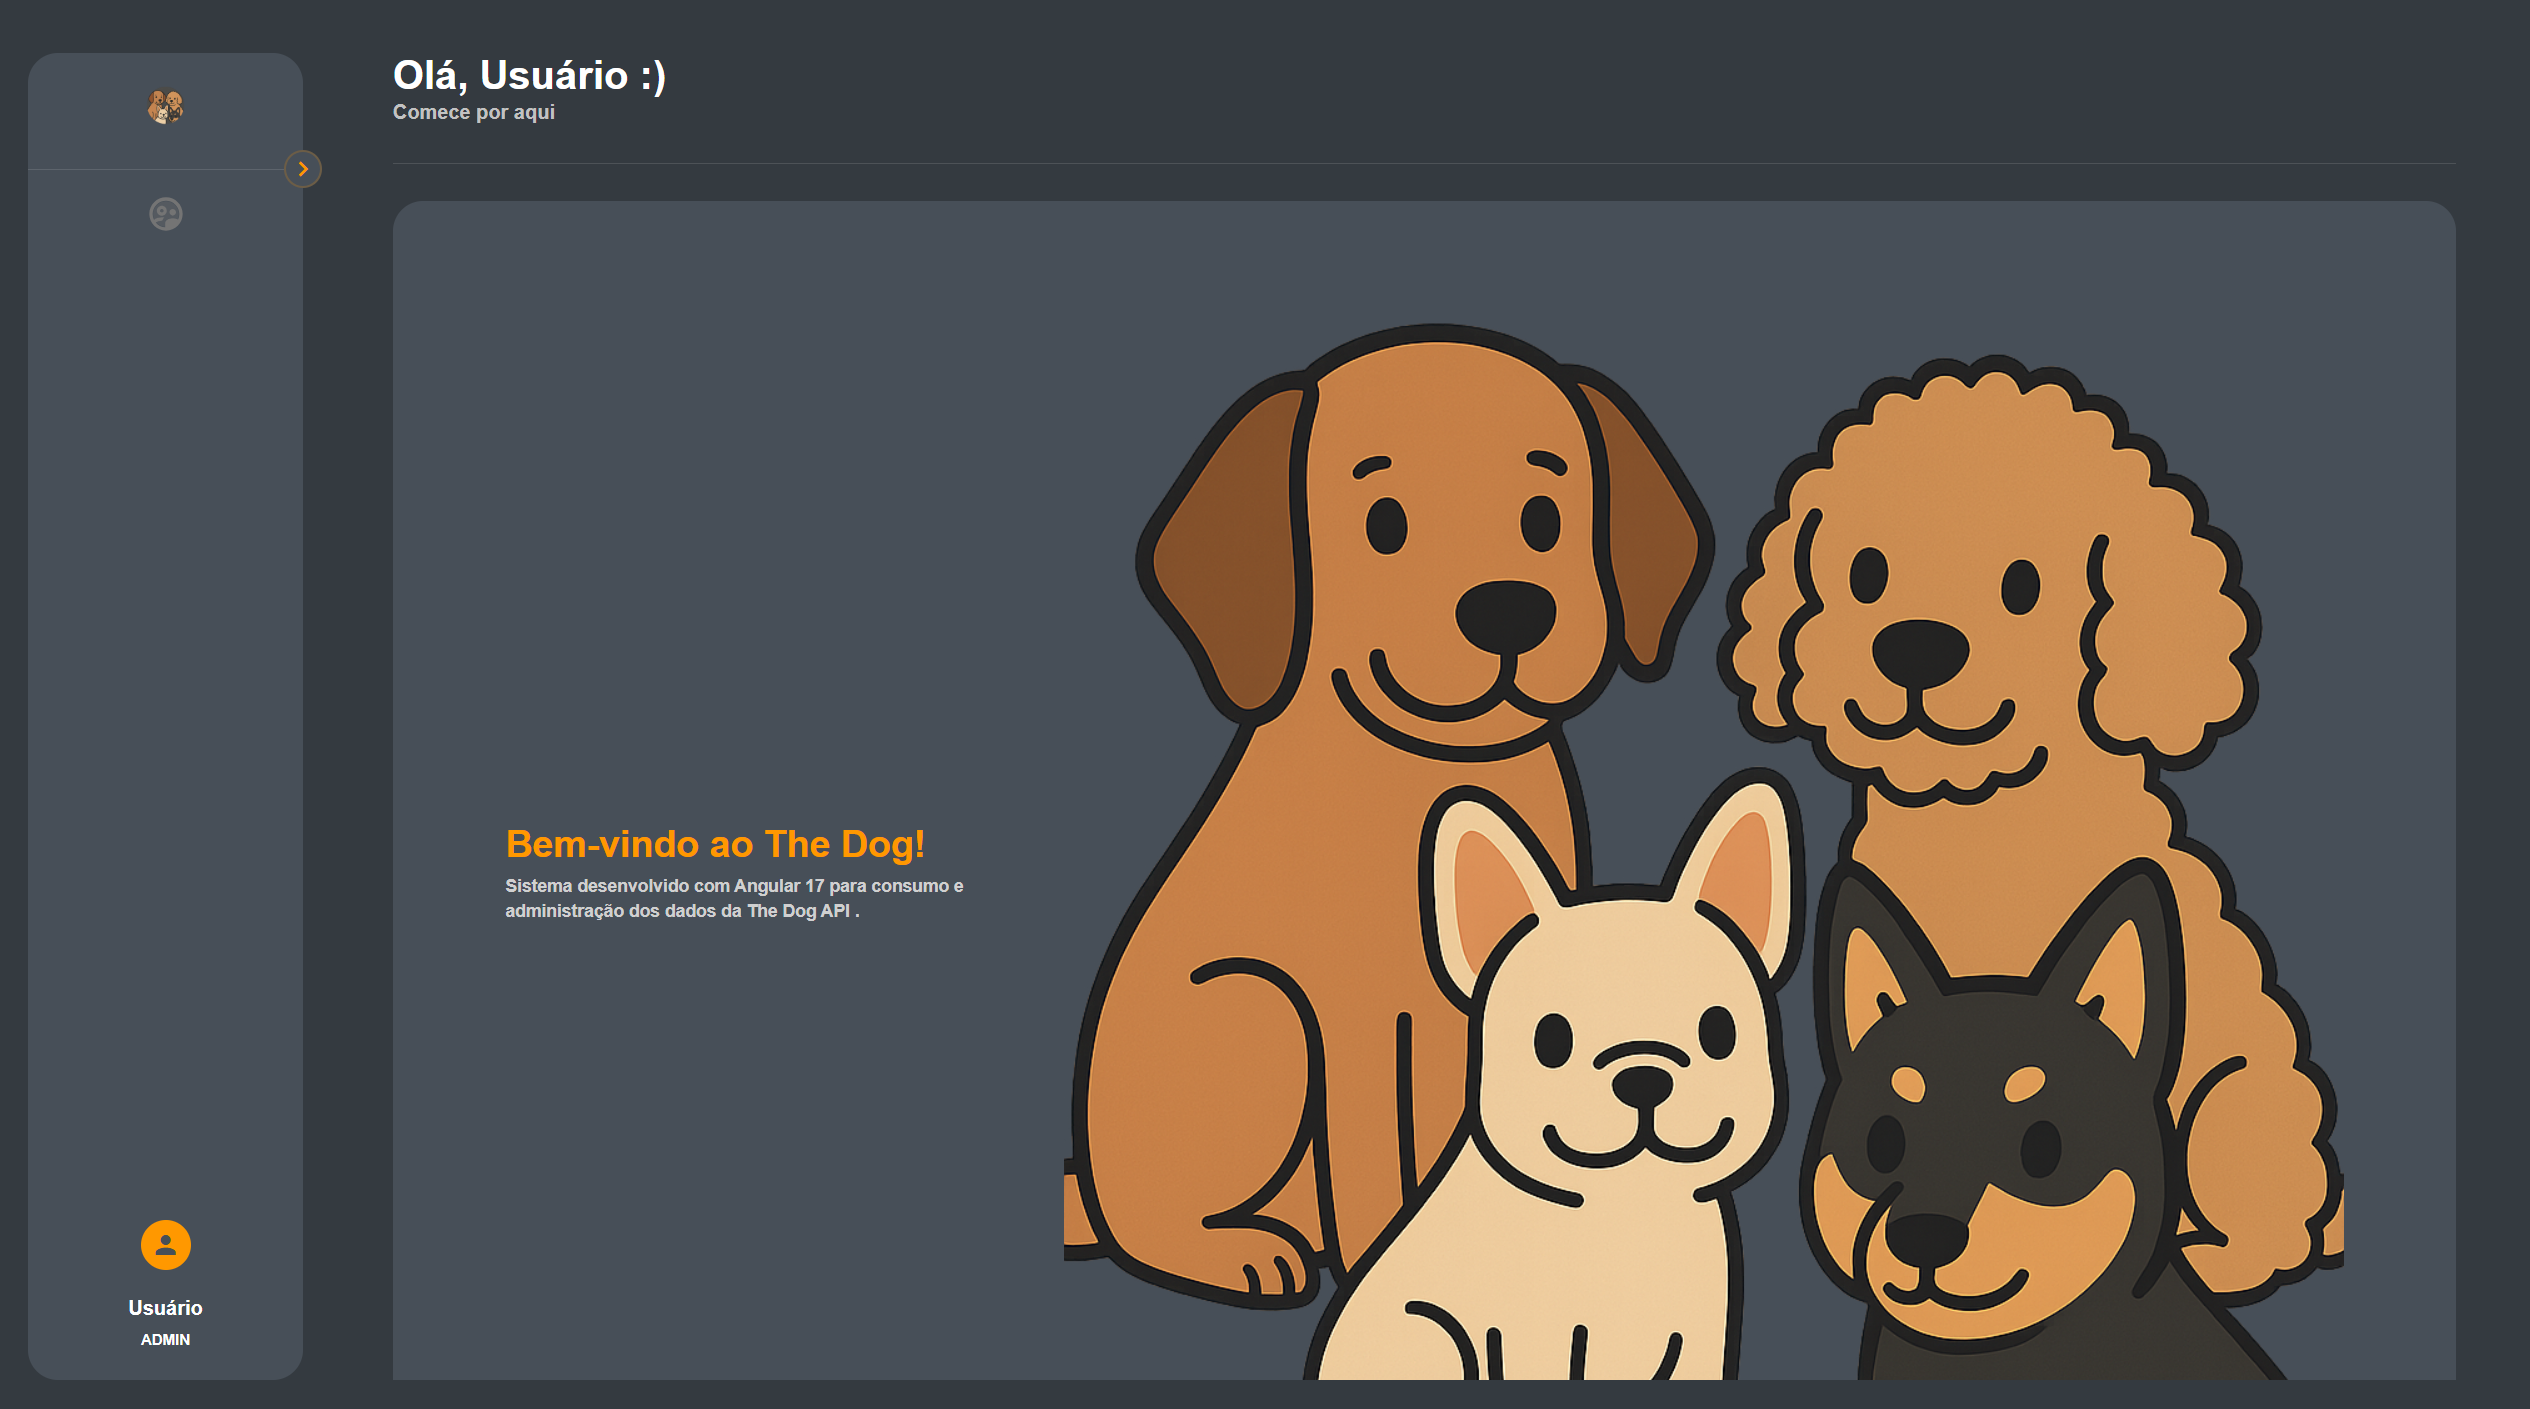 Olá, Usuário :)
Comece por aqui
Bem-vindo ao The Dog!
Sistema desenvolvido com Angular 17 para consumo e
administração dos dados da The Dog API .
Usuário
ADMIN